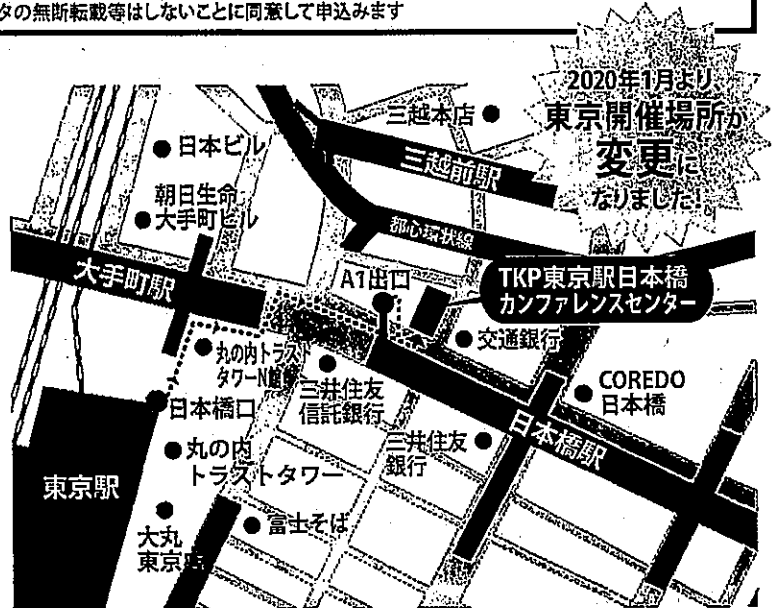 タの無断転載等はしないことに同意して申込みます
2020年1月より、
東京開催場所が
変更に
なりました!
三越本店
日本ビル
三越前駅
朝日生命
大手町ビル
都心環状線
大手町駅
A1出口
TKP東京駅日本橋
カンファレンスセンター
交通銀行
丸の内トラスト
タワーN館
三井住友
信託銀行
COREDO
日本橋
日本橋口
日本橋駅
三井住友
銀行
丸の内
トラストタワー
東京駅
富士そば
大丸
東京店